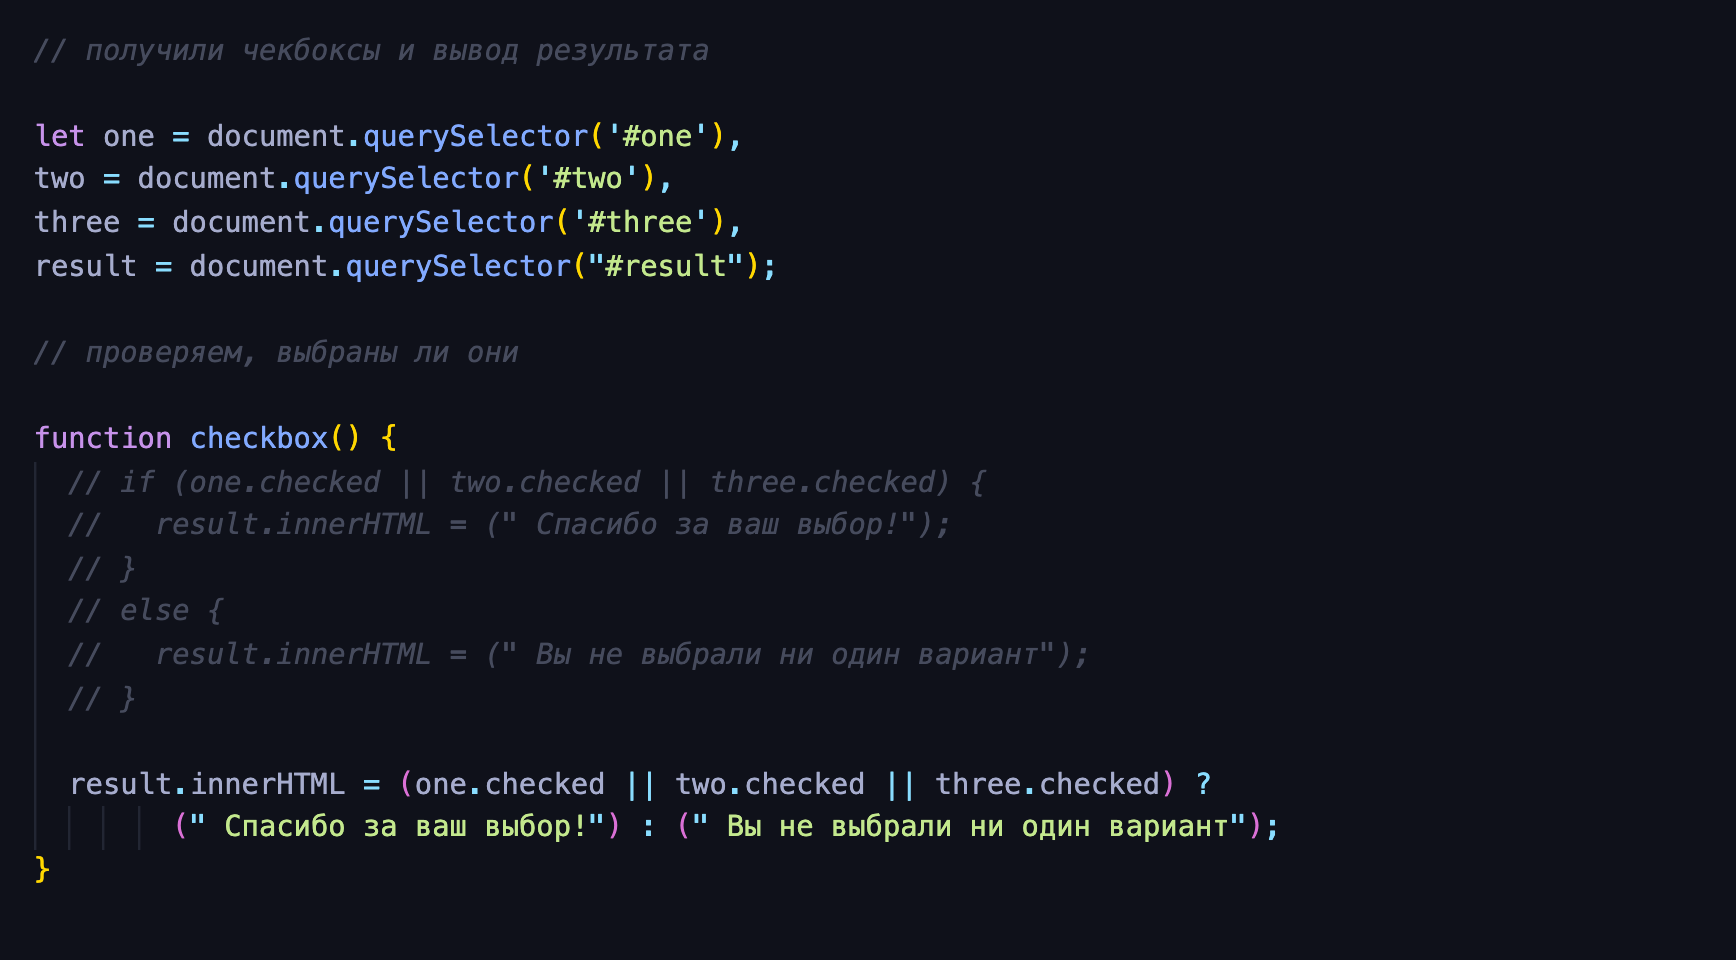 // получили чекбоксы и вывод результата
let one = document.querySelector('#one'),
two = document.querySelector('#two'),
three = document.querySelector('#three'),
result = document.querySelector("#result");
// проверяем, выбраны ли они
function checkbox() {
// if (one.checked || two.checked || three.checked) {
//   result.innerHTML = (" Спасибо за ваш выбор!");
// }
// else {
//   result.innerHTML = (" Вы не выбрали ни один вариант");
// }
result.innerHTML = (one.checked || two.checked || three.checked) ?
(" Спасибо за ваш выбор!") : (" Вы не выбрали ни один вариант");
}